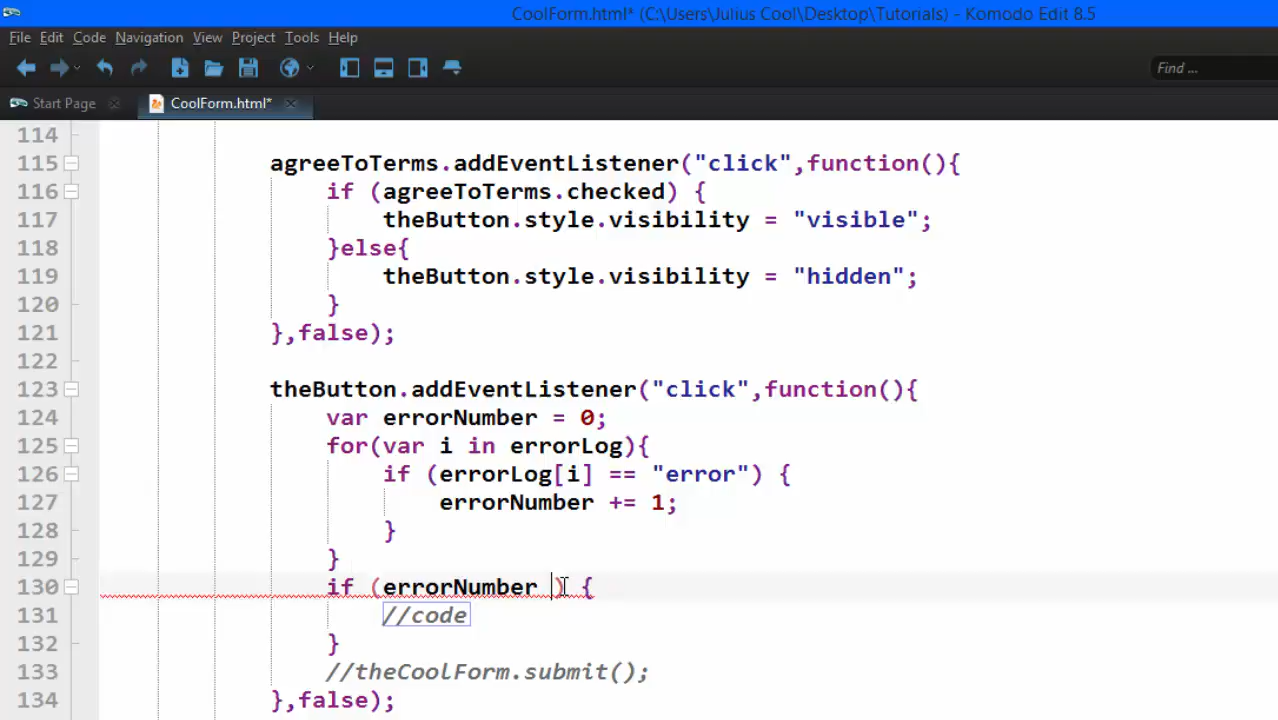 CoolForm.html* (C:\Users\Julius Cool\Desktop\Tutorials) - Komodo Edit 8.5
File Edit Code Navigation View Project Tools Help
Find ...
Start Page CoolForm.html*
114
115 agreeToTerms.addEventListener("click",function(){
116 if (agreeToTerms.checked) {
117 theButton.style.visibility = "visible";
118 }else{
119 theButton.style.visibility = "hidden";
120 }
121 },false);
122
123 theButton.addEventListener("click",function(){
124 var errorNumber = 0;
125 for(var i in errorLog){
126 if (errorLog[i] == "error") {
127 errorNumber += 1;
128 }
129 }
130 if (errorNumber ) {
131 //code
132 }
133 //theCoolForm.submit();
134 },false);